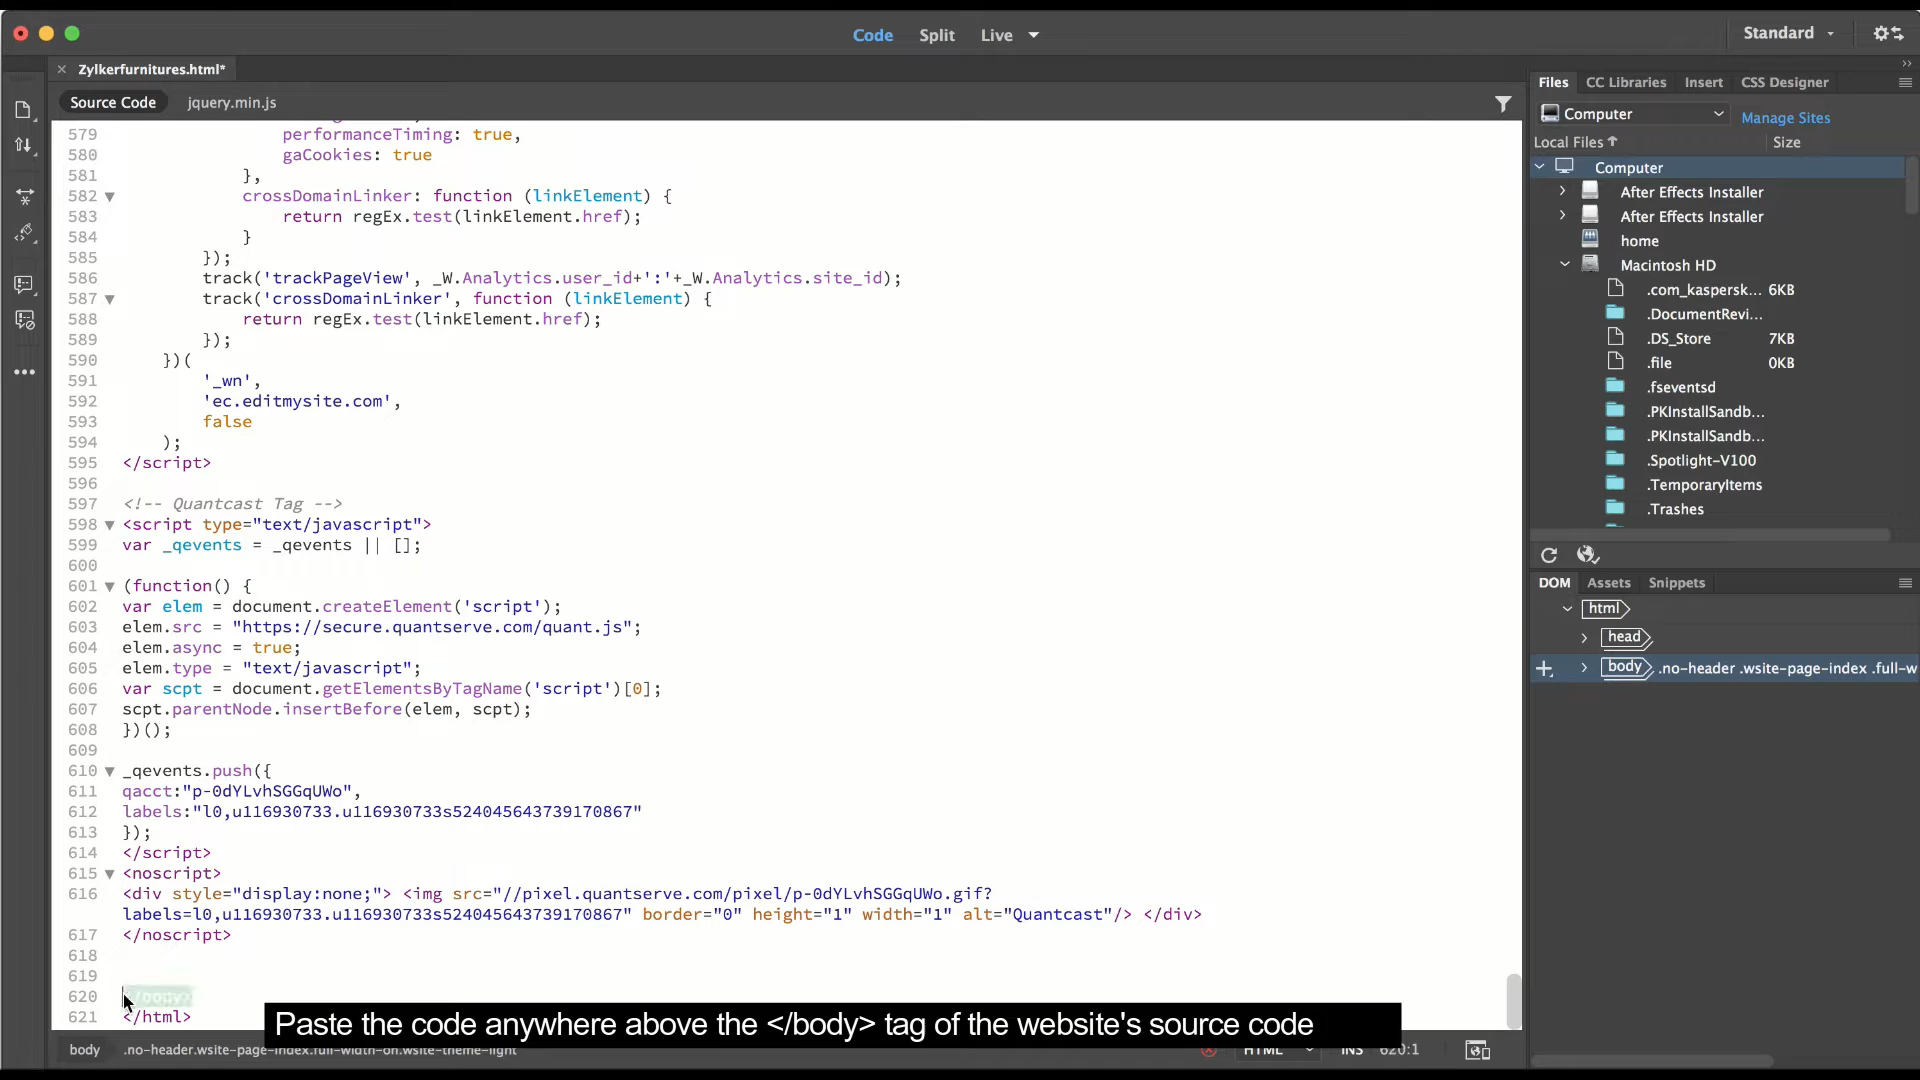 Code Split Live
Standard
Zylkerfurnitures.html*
Source Code jquery.min.js
579 performanceTiming: true,
580 gaCookies: true
581 },
582 crossDomainLinker: function (linkElement) {
583 return regEx.test(linkElement.href);
584 }
585 });
586 track('trackPageView', _W.Analytics.user_id+':'+_W.Analytics.site_id);
587 track('crossDomainLinker', function (linkElement) {
588 return regEx.test(linkElement.href);
589 });
590 })(
591 '_wn',
592 'ec.editmysite.com',
593 false
594 );
595 </script>
596
597 <!-- Quantcast Tag -->
598 <script type="text/javascript">
599 var _qevents = _qevents || [];
600
601 (function() {
602 var elem = document.createElement('script');
603 elem.src = "https://secure.quantserve.com/quant.js";
604 elem.async = true;
605 elem.type = "text/javascript";
606 var scpt = document.getElementsByTagName('script')[0];
607 scpt.parentNode.insertBefore(elem, scpt);
608 })();
609
610 _qevents.push({
611 qacct:"p-0dYLvhSGGqUWo",
612 labels:"l0,u116930733.u116930733s524045643739170867"
613 });
614 </script>
615 <noscript>
616 <div style="display:none;"> <img src="//pixel.quantserve.com/pixel/p-0dYLvhSGGqUWo.gif?
labels=l0,u116930733.u116930733s524045643739170867" border="0" height="1" width="1" alt="Quantcast"/> </div>
617 </noscript>
618
619
620 </body>
621 </html>
Paste the code anywhere above the </body> tag of the website's source code
body .no-header.wsite-page-index.full-width-on.wsite-theme-light
HTML INS 620:1
Files CC Libraries Insert CSS Designer
Computer Manage Sites
Local Files Size
Computer
After Effects Installer
After Effects Installer
home
Macintosh HD
.com_kaspersk... 6KB
.DocumentRevi...
.DS_Store 7KB
.file 0KB
.fseventsd
.PKInstallSandb...
.PKInstallSandb...
.Spotlight-V100
.TemporaryItems
.Trashes
DOM Assets Snippets
html
head
body .no-header .wsite-page-index .full-w